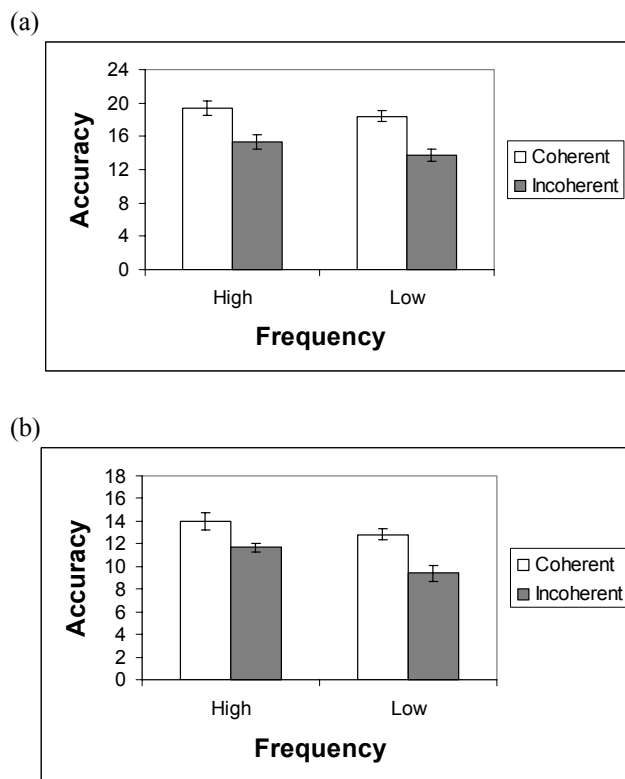 (a)
24
20
16
12
8
4
0
Accuracy
High
Low
Frequency
Coherent
Incoherent
(b)
18
16
14
12
10
8
6
4
2
0
Accuracy
High
Low
Frequency
Coherent
Incoherent